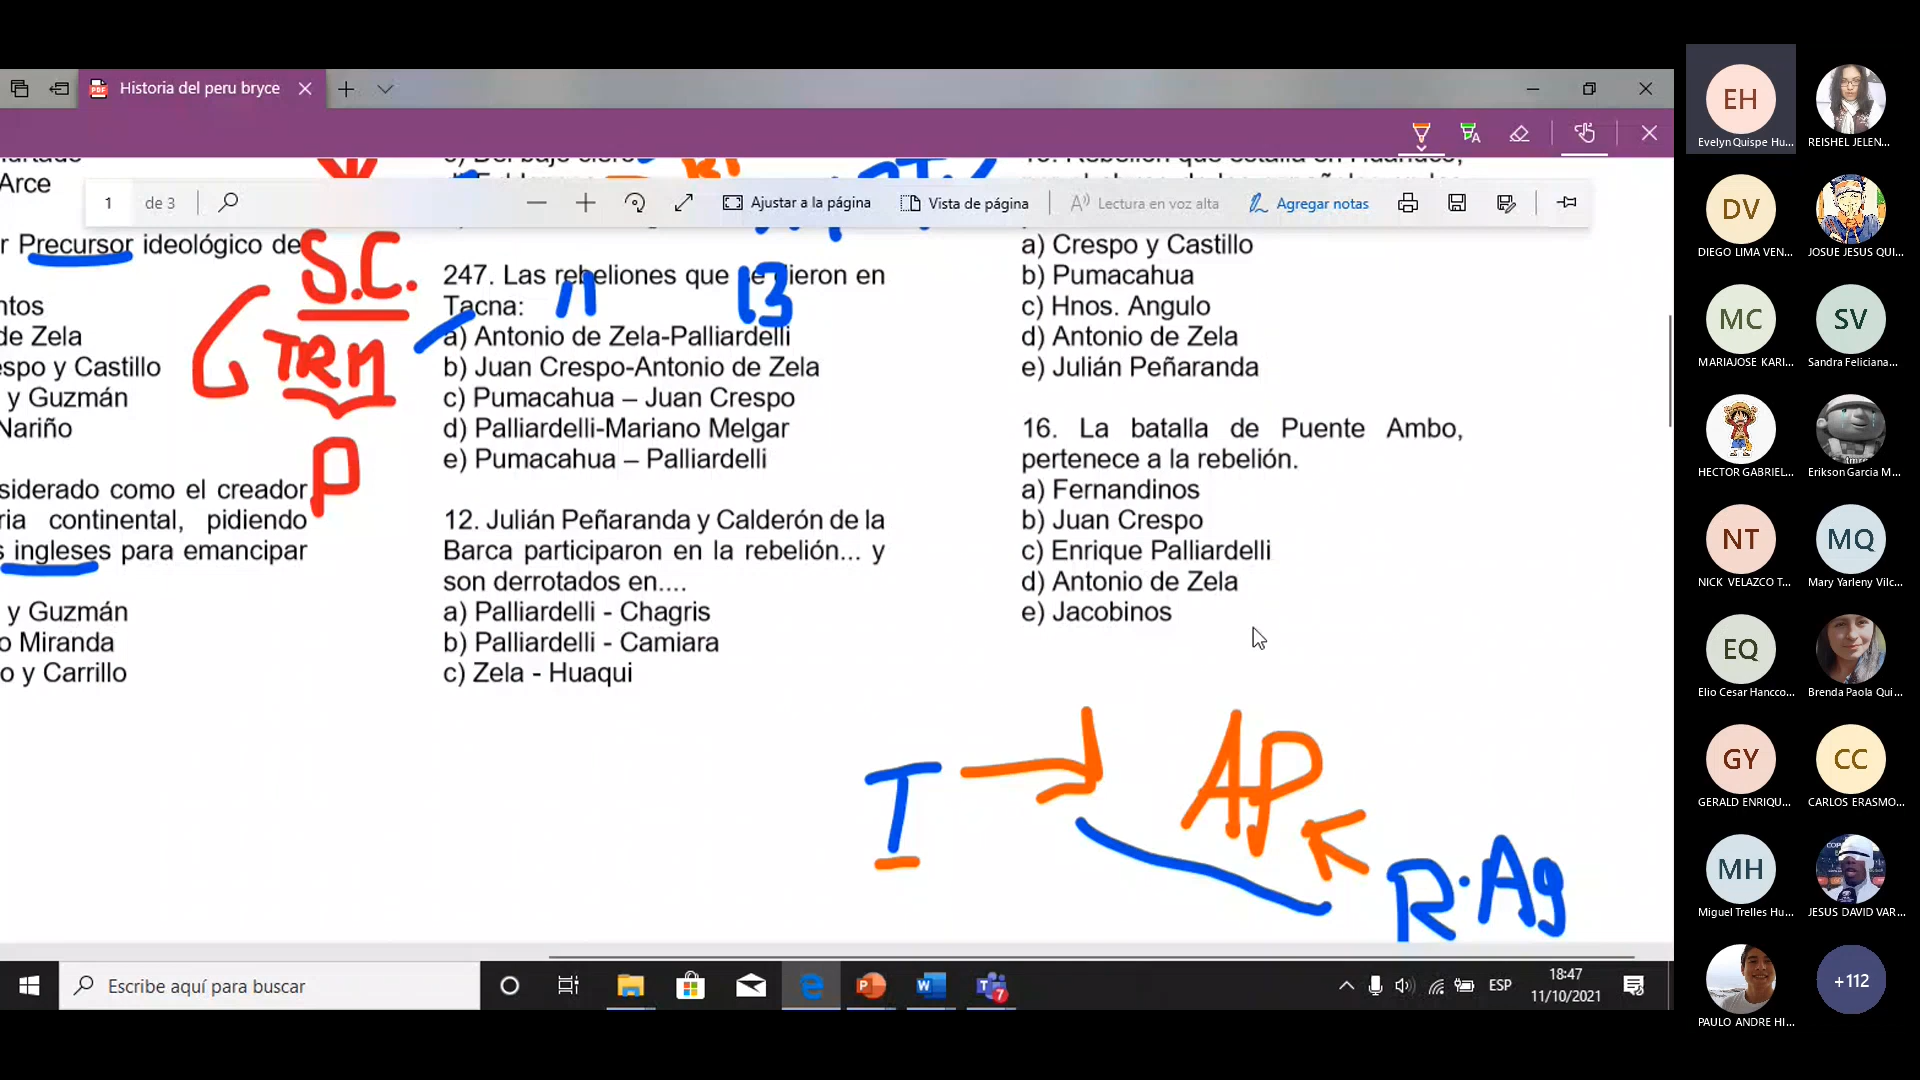 Historia del peru bryce
Arce
1 de 3
Ajustar a la página
Vista de página
Lectura en voz alta
Agregar notas
r Precursor ideológico de
ntos
de Zela
espo y Castillo
y Guzmán
Nariño
siderado como el creador
ria continental, pidiendo
s ingleses para emancipar
y Guzmán
o Miranda
o y Carrillo
S.C.
TRM
P
247. Las rebeliones que se dieron en
Tacna:
11
13
a) Antonio de Zela-Palliardelli
b) Juan Crespo-Antonio de Zela
c) Pumacahua – Juan Crespo
d) Palliardelli-Mariano Melgar
e) Pumacahua – Palliardelli
12. Julián Peñaranda y Calderón de la
Barca participaron en la rebelión... y
son derrotados en....
a) Palliardelli - Chagris
b) Palliardelli - Camiara
c) Zela - Huaqui
a) Crespo y Castillo
b) Pumacahua
c) Hnos. Angulo
d) Antonio de Zela
e) Julián Peñaranda
16. La batalla de Puente Ambo,
pertenece a la rebelión.
a) Fernandinos
b) Juan Crespo
c) Enrique Palliardelli
d) Antonio de Zela
e) Jacobinos
I
AP
R.Ag
Escribe aquí para buscar
7
ESP
18:47
11/10/2021
EH
Evelyn Quispe Hu...
REISHEL JELEN...
DV
DIEGO LIMA VEN...
JOSUE JESUS QUI...
MC
MARIAJOSE KARI...
SV
Sandra Feliciana...
HECTOR GABRIEL...
Erikson Garcia M...
NT
NICK VELAZCO T...
MQ
Mary Yarleny Vilc...
EQ
Elio Cesar Hancco...
Brenda Paola Qui...
GY
GERALD ENRIQU...
CC
CARLOS ERASMO...
MH
Miguel Trelles Hu...
JESUS DAVID VAR...
PAULO ANDRE HI...
+112